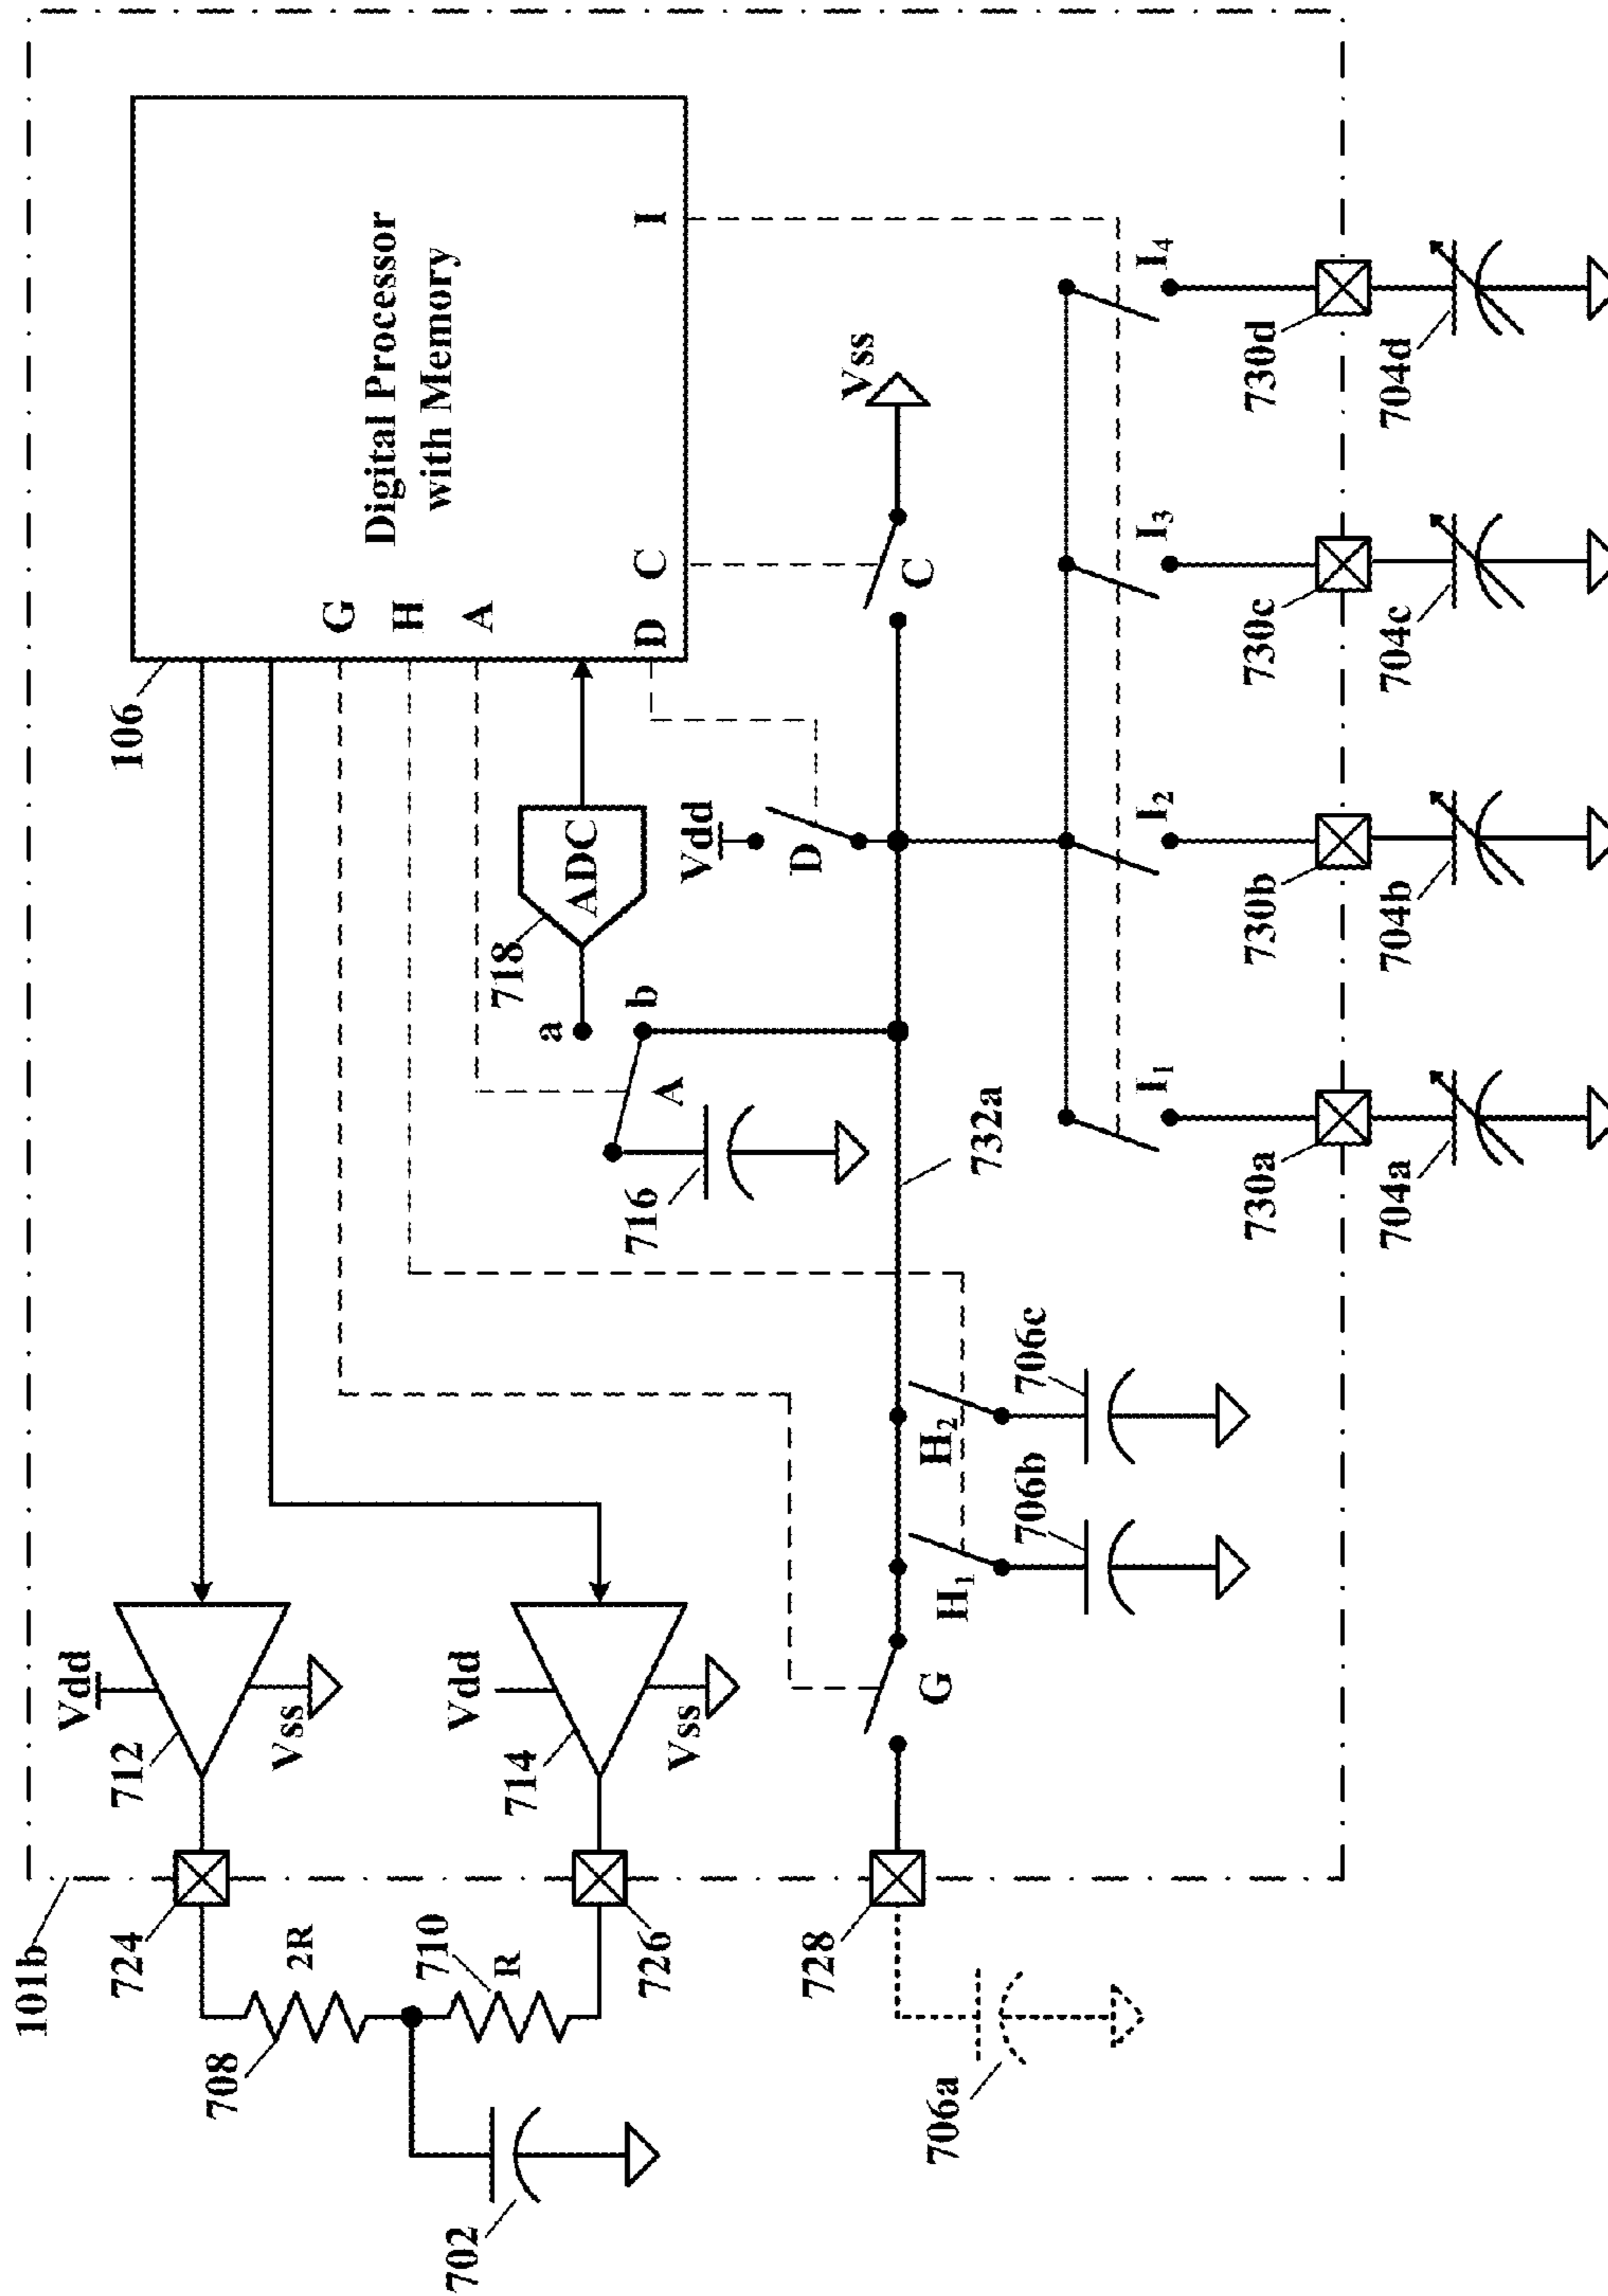 101b
724
712
Vdd
Vss
106
Digital Processor
with Memory
G
H
A
D
C
I
708
2R
710
R
702
726
714
Vdd
Vss
718
ADC
a
b
A
716
Vdd
D
728
G
H1
H2
706a
706b
706c
732a
C
Vss
I1
I2
I3
I4
730a
730b
730c
730d
704a
704b
704c
704d